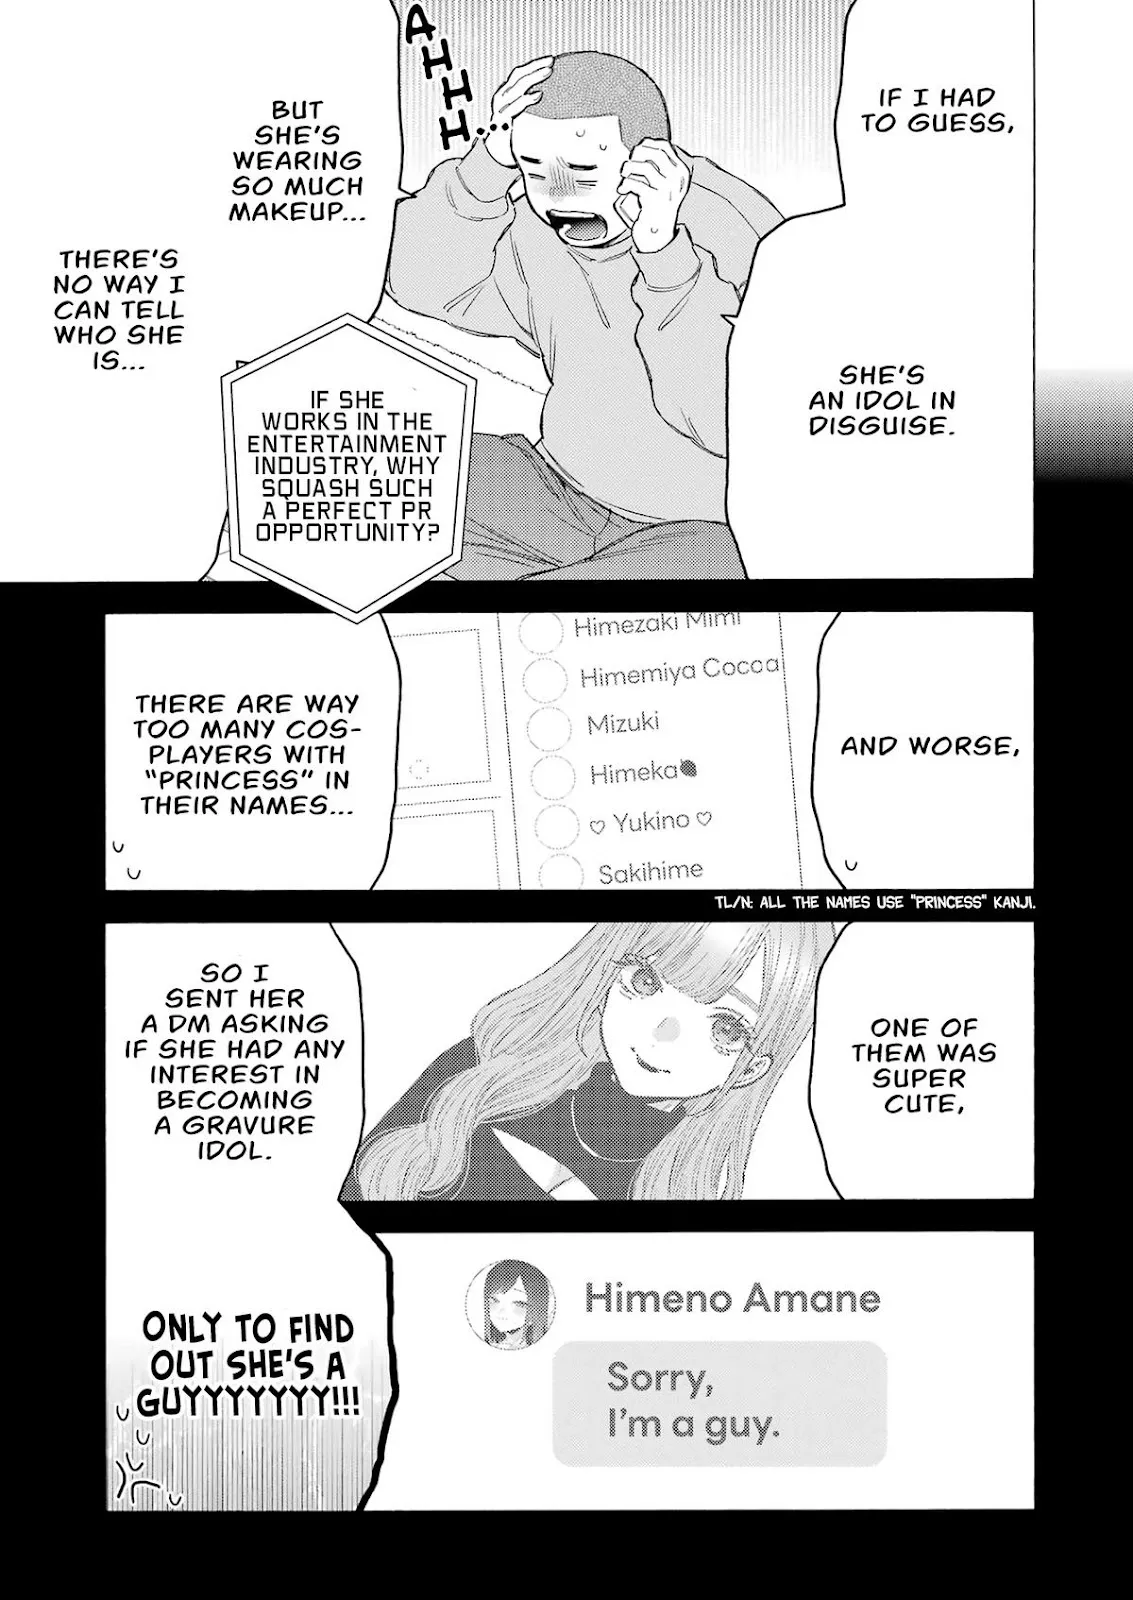 IF I HAD
TO GUESS,
SHE'S
AN IDOL IN
DISGUISE.
AHHH...
BUT
SHE'S
WEARING
SO MUCH
MAKEUP...
THERE'S
NO WAY I
CAN TELL
WHO SHE
IS...
IF SHE
WORKS IN THE
ENTERTAINMENT
INDUSTRY, WHY
SQUASH SUCH
A PERFECT PR
OPPORTUNITY?
AND WORSE,
Himezaki Mimi
Himemiya Cocoa
Mizuki
Himeka
♡ Yukino ♡
Sakihime
THERE ARE WAY
TOO MANY COS-
PLAYERS WITH
"PRINCESS" IN
THEIR NAMES...
TL/N: ALL THE NAMES USE "PRINCESS" KANJI.
ONE OF
THEM WAS
SUPER
CUTE,
SO I
SENT HER
A DM ASKING
IF SHE HAD ANY
INTEREST IN
BECOMING
A GRAVURE
IDOL.
Himeno Amane
Sorry,
I'm a guy.
ONLY TO FIND
OUT SHE'S A
GUYYYYYYY!!!